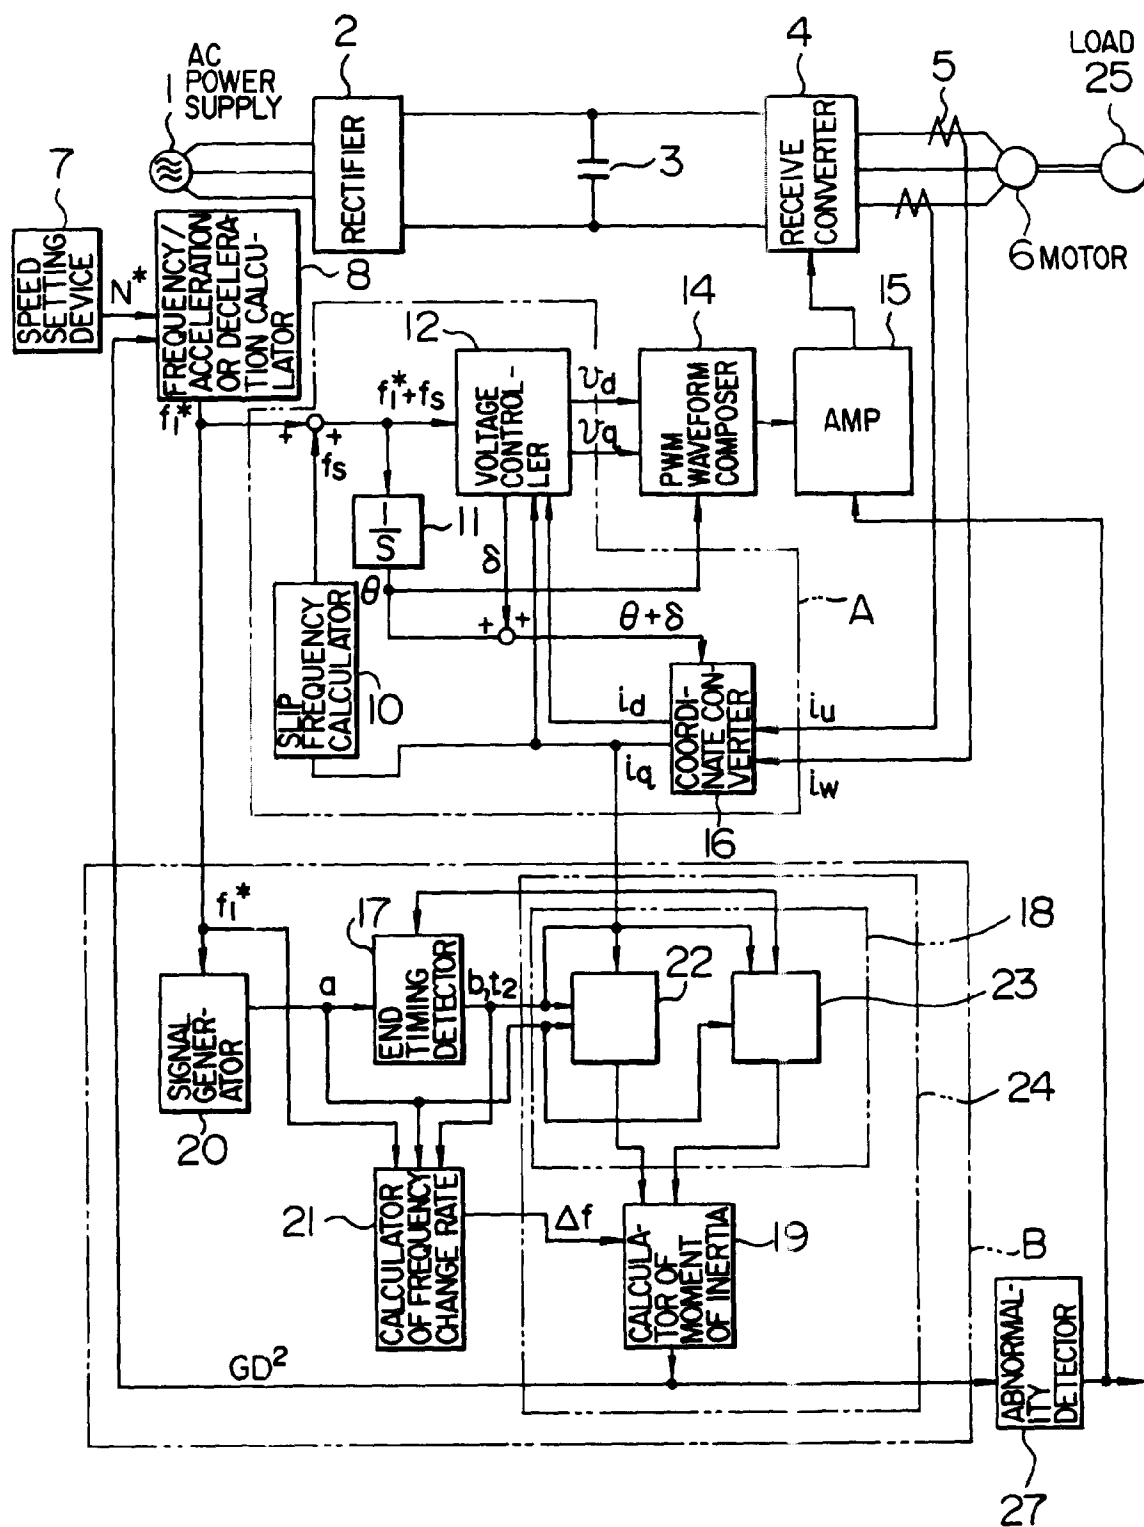 AC
POWER
SUPPLY
1
2
RECTIFIER
3
4
RECEIVE
CONVERTER
5
LOAD
25
6 MOTOR
7
SPEED
SETTING
DEVICE
N*
FREQUENCY/
ACCELERATION
OR DECELERA-
TION CALCU-
LATOR
8
f1*
+
+
fs
f1*+fs
12
VOLTAGE
CONTROL-
LER
υd
υq
14
PWM
WAVEFORM
COMPOSER
15
AMP
1
S
11
θ
δ
+
+
θ+δ
A
SLIP
FREQUENCY
CALCULATOR
10
id
iq
COORDI-
NATE CON-
VERTER
16
iu
iw
f1*
17
END
TIMING
DETECTOR
a
b,t2
18
22
23
24
SIGNAL
GENER-
ATOR
20
21
CALCULATOR
OF FREQUENCY
CHANGE RATE
Δf
CALCULA-
TOR OF
MOMENT
OF INERTIA
19
B
GD2
ABNORMAL-
ITY
DETECTOR
27